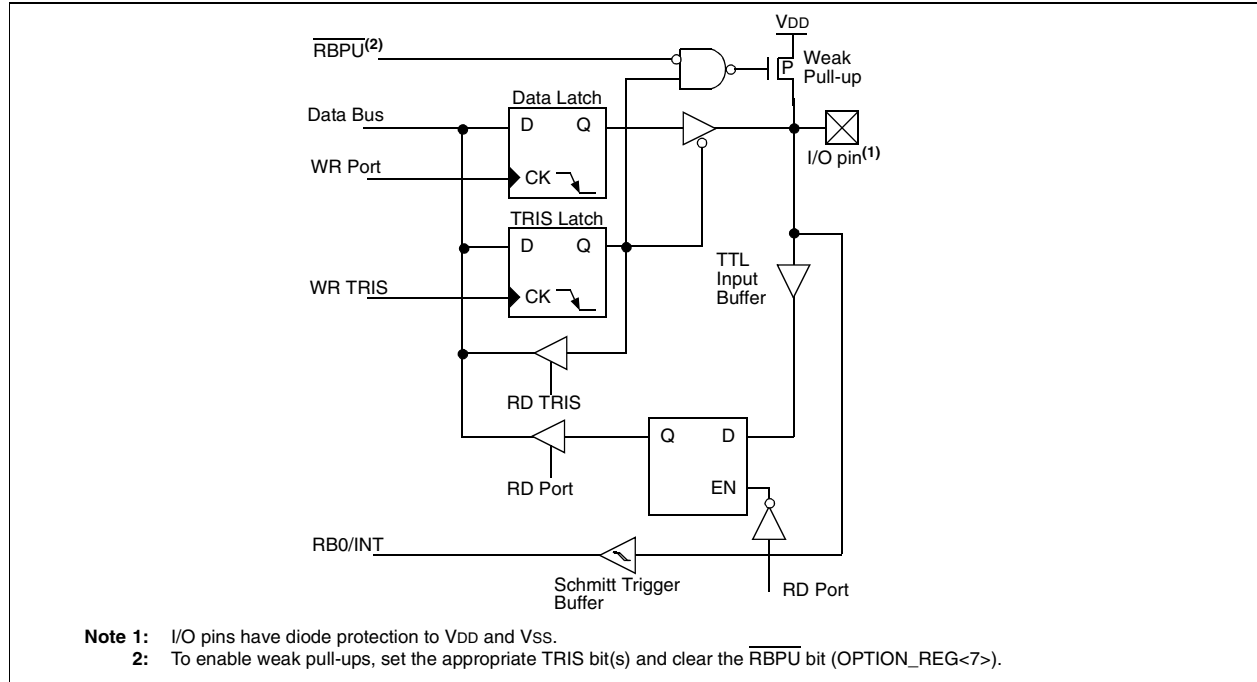 VDD
RBPU(2)
P
Weak
Pull-up
Data Latch
Data Bus
D Q
I/O pin(1)
WR Port
CK
TRIS Latch
D Q
TTL
Input
Buffer
WR TRIS
CK
RD TRIS
Q D
RD Port
EN
RB0/INT
Schmitt Trigger
Buffer
RD Port
Note 1: I/O pins have diode protection to VDD and VSS.
2: To enable weak pull-ups, set the appropriate TRIS bit(s) and clear the RBPU bit (OPTION_REG<7>).